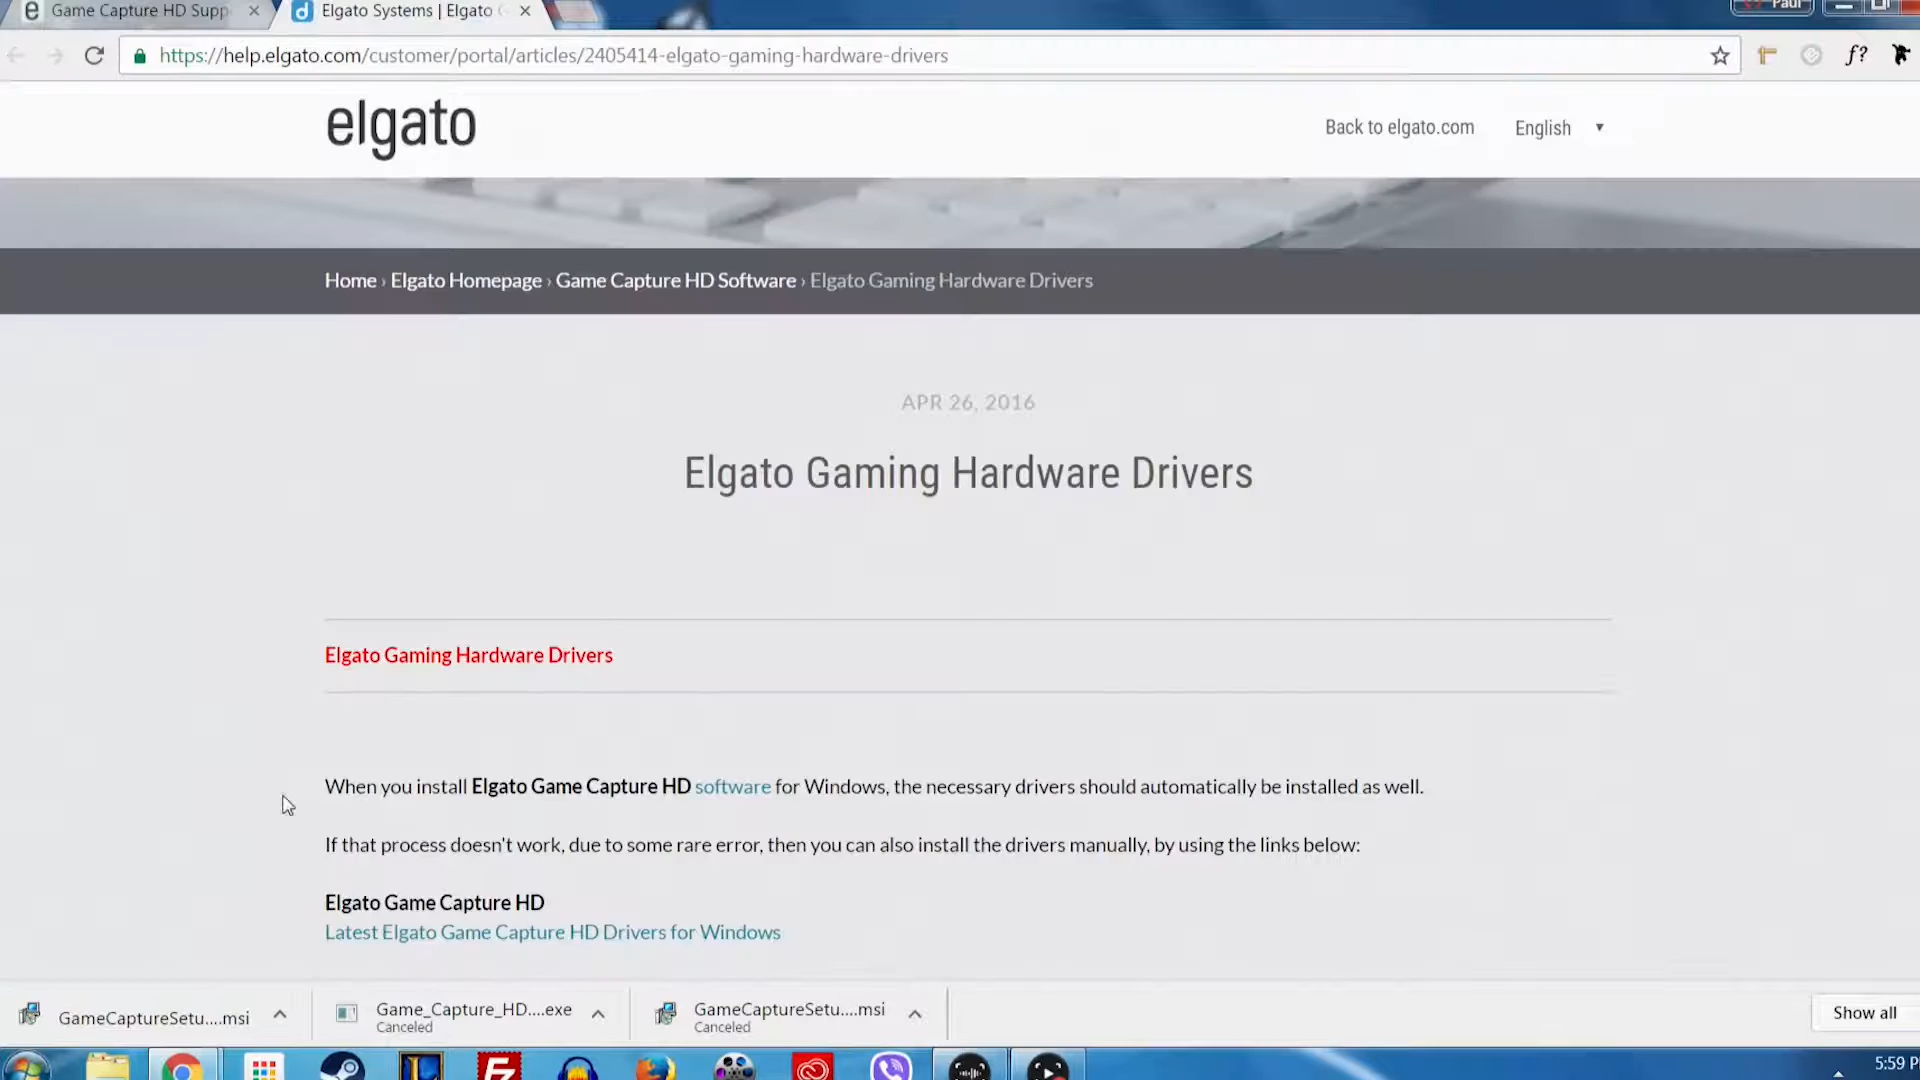 Game Capture HD Supp
Elgato Systems | Elgato
Paul
https://help.elgato.com/customer/portal/articles/2405414-elgato-gaming-hardware-drivers
f?
elgato
Back to elgato.com
English
Home › Elgato Homepage › Game Capture HD Software › Elgato Gaming Hardware Drivers
APR 26, 2016
Elgato Gaming Hardware Drivers
Elgato Gaming Hardware Drivers
When you install Elgato Game Capture HD software for Windows, the necessary drivers should automatically be installed as well.
If that process doesn't work, due to some rare error, then you can also install the drivers manually, by using the links below:
Elgato Game Capture HD
Latest Elgato Game Capture HD Drivers for Windows
GameCaptureSetu....msi
Game_Capture_HD....exe
Canceled
GameCaptureSetu....msi
Canceled
Show all
5:59 P